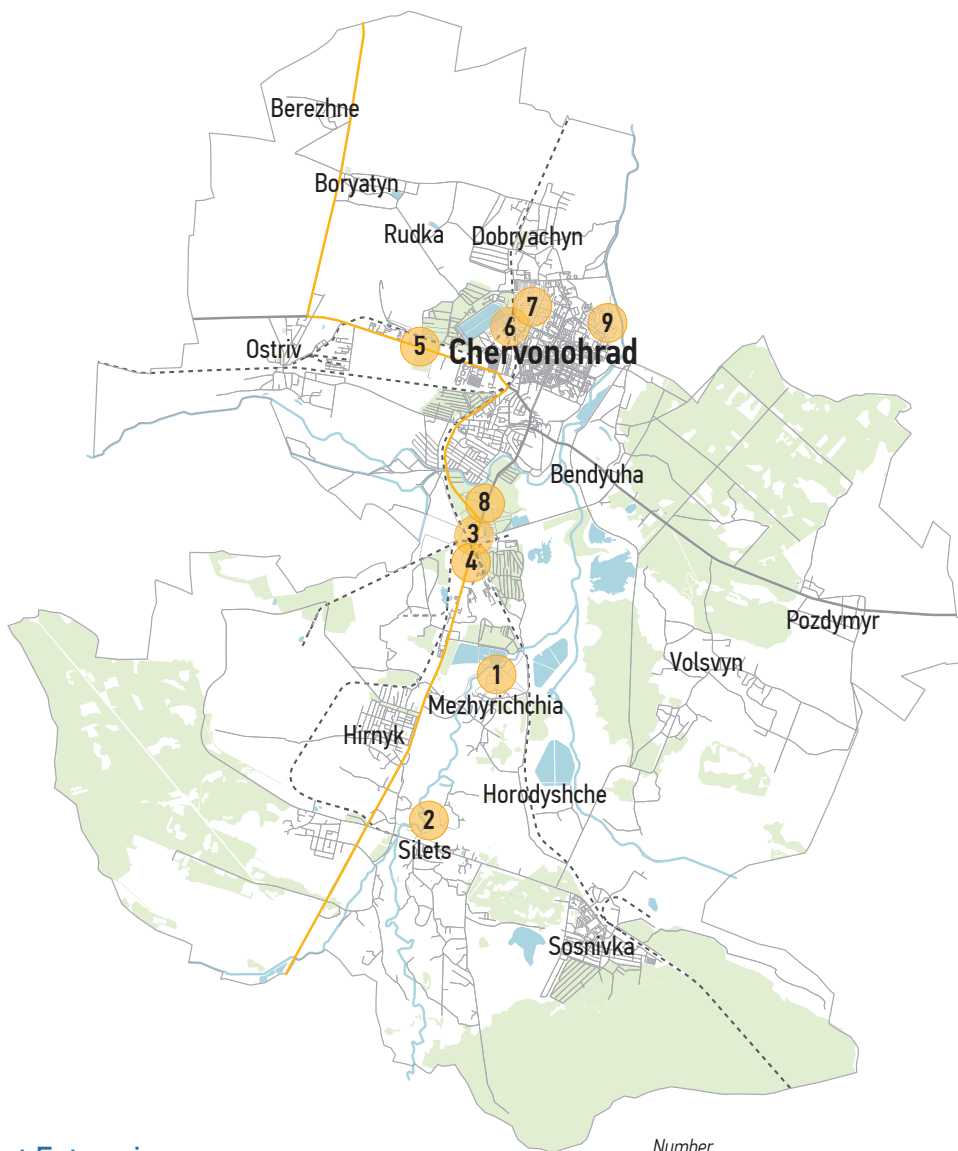 Berezhne
Boryatyn
Rudka
Dobryachyn
7
6
9
5
Ostriv
Chervonohrad
Bendyuha
8
3
4
Pozdymyr
Volsvyn
1
Mezhyrichchia
Hirnyk
Horodyshche
2
Silets
Sosnivka
Number